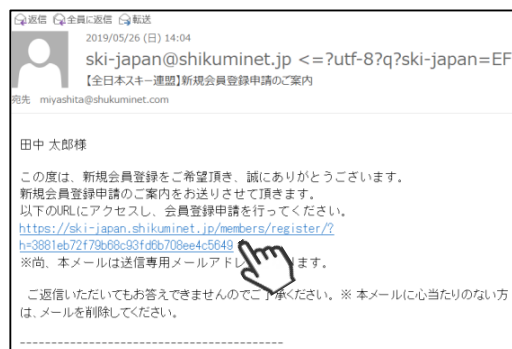 返信 全員に返信 転送
2019/05/26 (日) 14:04
ski-japan@shikuminet.jp <=?utf-8?q?ski-japan=EF
【全日本スキー連盟】新規会員登録申請のご案内
宛先 miyashita@shukuminet.com
田中 太郎様
この度は、新規会員登録をご希望頂き、誠にありがとうございます。
新規会員登録申請のご案内をお送りさせて頂きます。
以下のURLにアクセスし、会員登録申請を行ってください。
https://ski-japan.shikuminet.jp/members/register/?
h=3881eb72f79b68c93fd6b708ee4c5649
※尚、本メールは送信専用メールアドレ ります。
ご返信いただいてもお答えできませんのでご了承ください。※ 本メールに心当たりのない方
は、メールを削除してください。
------------------------------------------